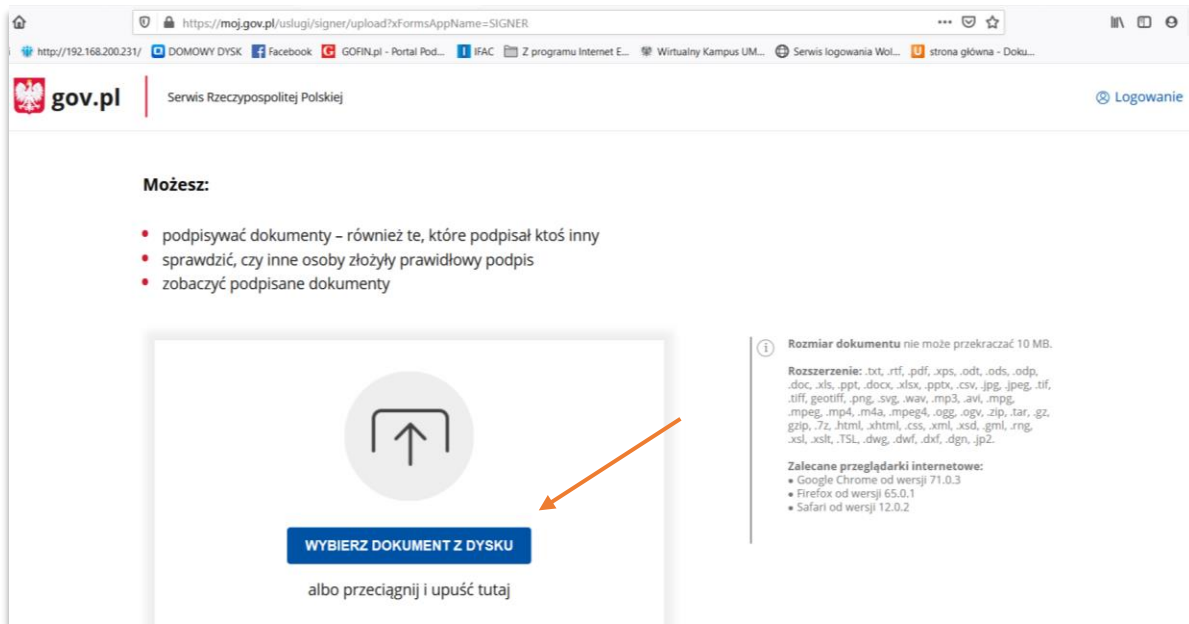 https://moj.gov.pl/uslugi/signer/upload?xFormsAppName=SIGNER
http://192.168.200.231/ DOMOWY DYSK Facebook GOFIN.pl - Portal Pod... IFAC Z programu Internet E... Wirtualny Kampus UM... Serwis logowania Wol... strona główna - Doku...
gov.pl Serwis Rzeczypospolitej Polskiej Logowanie
Możesz:
podpisywać dokumenty – również te, które podpisał ktoś inny
sprawdzić, czy inne osoby złożyły prawidłowy podpis
zobaczyć podpisane dokumenty
Rozmiar dokumentu nie może przekraczać 10 MB.
Rozszerzenie: .txt, .rtf, .pdf, .xps, .odt, .ods, .odp,
.doc, .xls, .ppt, .docx, .xlsx, .pptx, .csv, .jpg, .jpeg, .tif,
.tiff, geotiff, .png, .svg, .wav, .mp3, .avi, .mpg,
.mpeg, .mp4, .m4a, .mpeg4, .ogg, .ogv, .zip, .tar, .gz,
gzip, .7z, .html, .xhtml, .css, .xml, .xsd, .gml, .rng,
.xsl, .xslt, .TSL, .dwg, .dwf, .dxf, .dgn, .jp2.
Zalecane przeglądarki internetowe:
Google Chrome od wersji 71.0.3
Firefox od wersji 65.0.1
Safari od wersji 12.0.2
WYBIERZ DOKUMENT Z DYSKU
albo przeciągnij i upuść tutaj